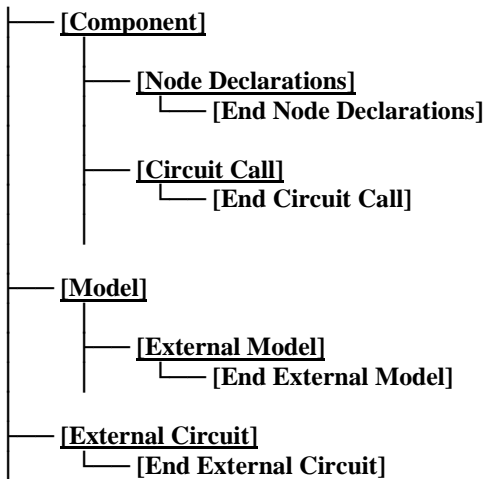 [Component]
[Node Declarations]
[End Node Declarations]
[Circuit Call]
[End Circuit Call]
[Model]
[External Model]
[End External Model]
[External Circuit]
[End External Circuit]